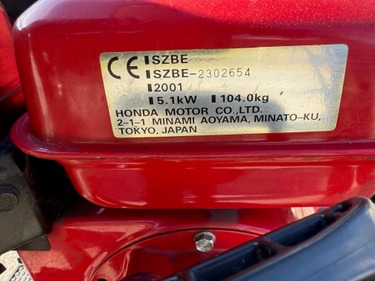 CE SZBE
SZBE-2302654
2001
5.1kW 104.0kg
HONDA MOTOR CO.,LTD.
2-1-1 MINAMI AOYAMA, MINATO-KU,
TOKYO, JAPAN